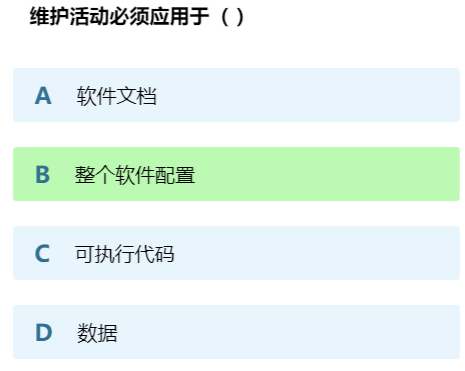 维护活动必须应用于（ ）
A 软件文档
B 整个软件配置
C 可执行代码
D 数据